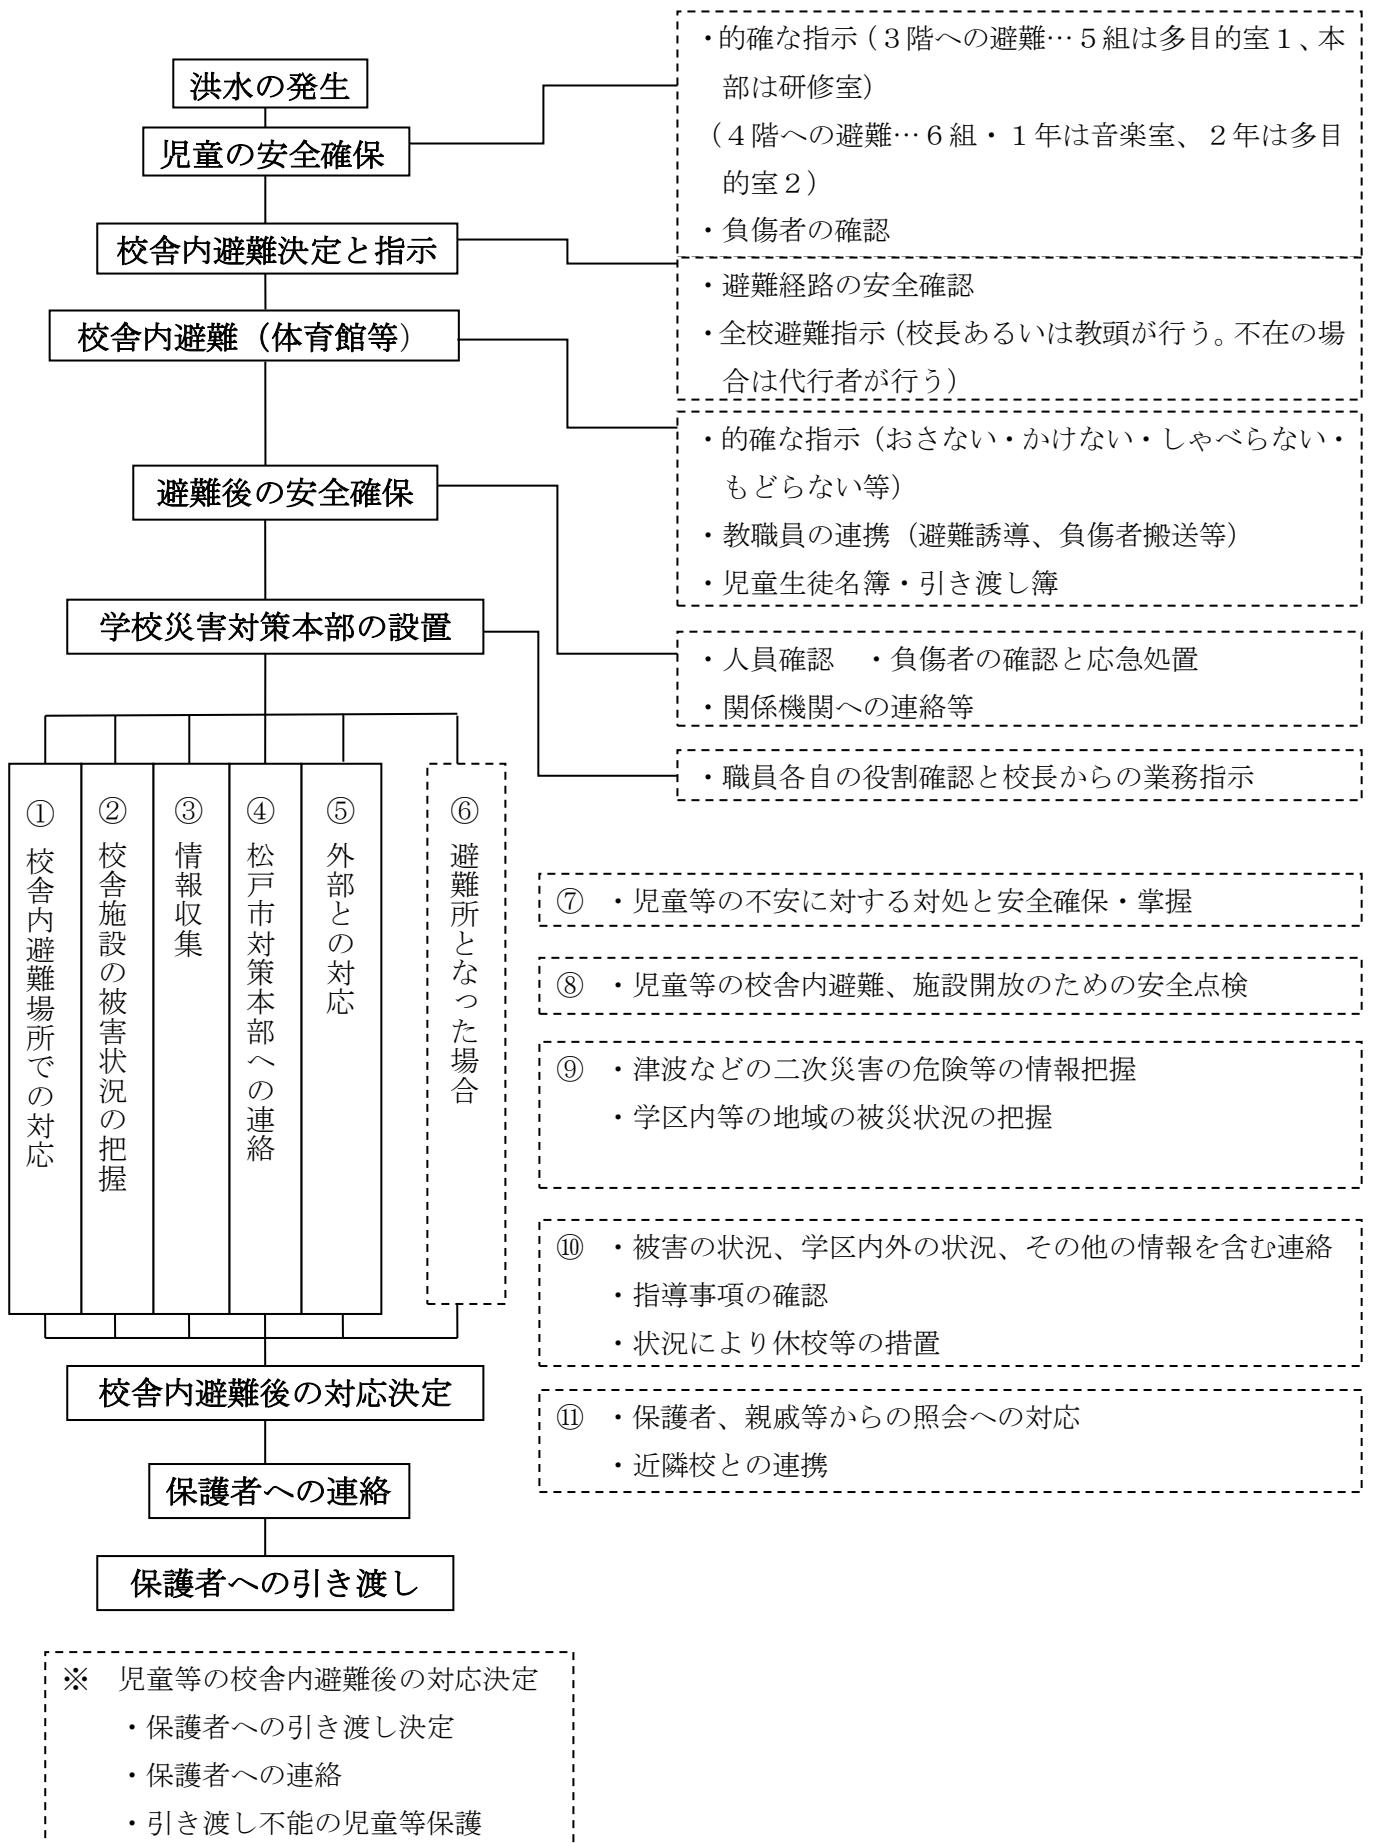 洪水の発生
児童の安全確保
校舎内避難決定と指示
校舎内避難（体育館等）
避難後の安全確保
学校災害対策本部の設置
・的確な指示（３階への避難…５組は多目的室１、本
部は研修室）
（４階への避難…６組・１年は音楽室、２年は多目
的室２）
・負傷者の確認
・避難経路の安全確認
・全校避難指示（校長あるいは教頭が行う。不在の場
合は代行者が行う）
・的確な指示（おさない・かけない・しゃべらない・
もどらない等）
・教職員の連携（避難誘導、負傷者搬送等）
・児童生徒名簿・引き渡し簿
・人員確認　・負傷者の確認と応急処置
・関係機関への連絡等
・職員各自の役割確認と校長からの業務指示
① 校舎内避難場所での対応
② 校舎施設の被害状況の把握
③ 情報収集
④ 松戸市対策本部への連絡
⑤ 外部との対応
⑥ 避難所となった場合
⑦　・児童等の不安に対する対処と安全確保・掌握
⑧　・児童等の校舎内避難、施設開放のための安全点検
⑨　・津波などの二次災害の危険等の情報把握
・学区内等の地域の被災状況の把握
⑩　・被害の状況、学区内外の状況、その他の情報を含む連絡
・指導事項の確認
・状況により休校等の措置
⑪　・保護者、親戚等からの照会への対応
・近隣校との連携
校舎内避難後の対応決定
保護者への連絡
保護者への引き渡し
※　児童等の校舎内避難後の対応決定
・保護者への引き渡し決定
・保護者への連絡
・引き渡し不能の児童等保護